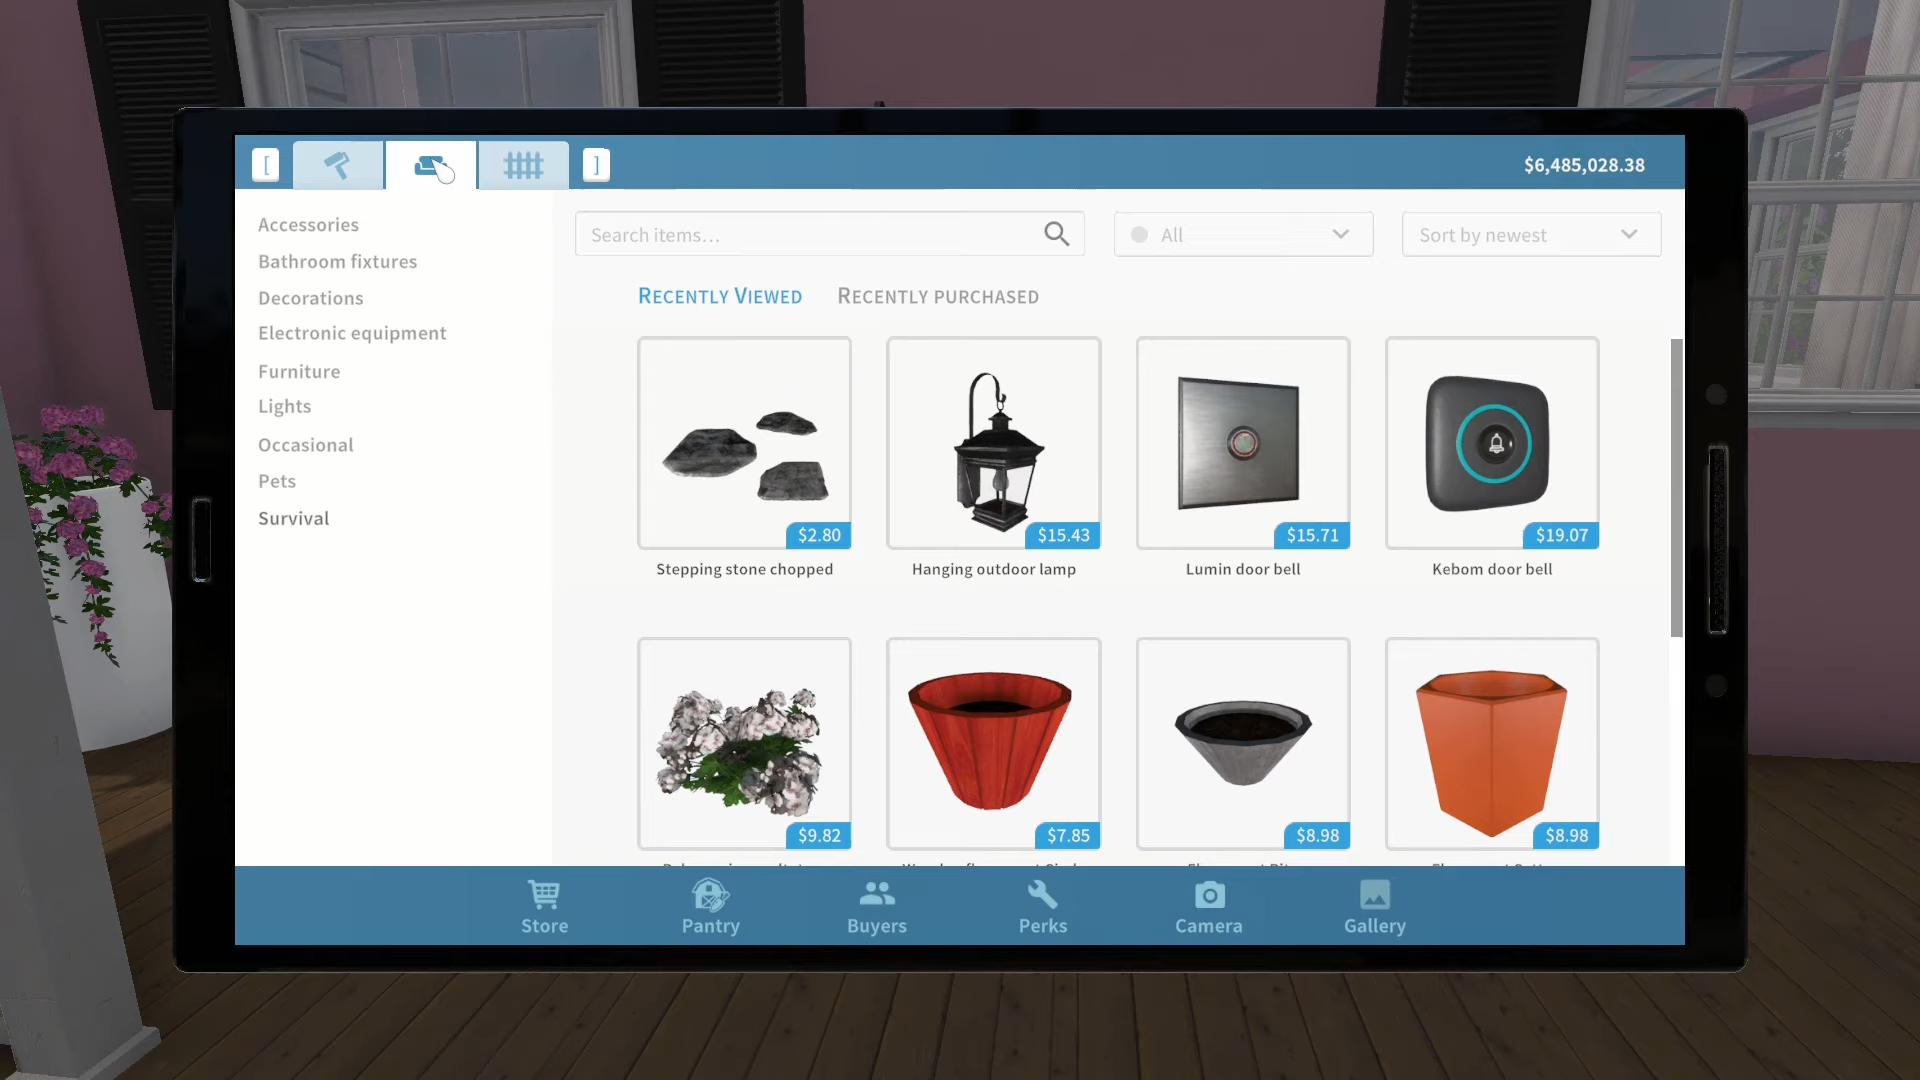 [
]
$6,485,028.38
Accessories
Bathroom fixtures
Decorations
Electronic equipment
Furniture
Lights
Occasional
Pets
Survival
Search items...
All
Sort by newest
RECENTLY VIEWED
RECENTLY PURCHASED
$2.80
$15.43
$15.71
$19.07
Stepping stone chopped
Hanging outdoor lamp
Lumin door bell
Kebom door bell
$9.82
$7.85
$8.98
$8.98
Store
Pantry
Buyers
Perks
Camera
Gallery